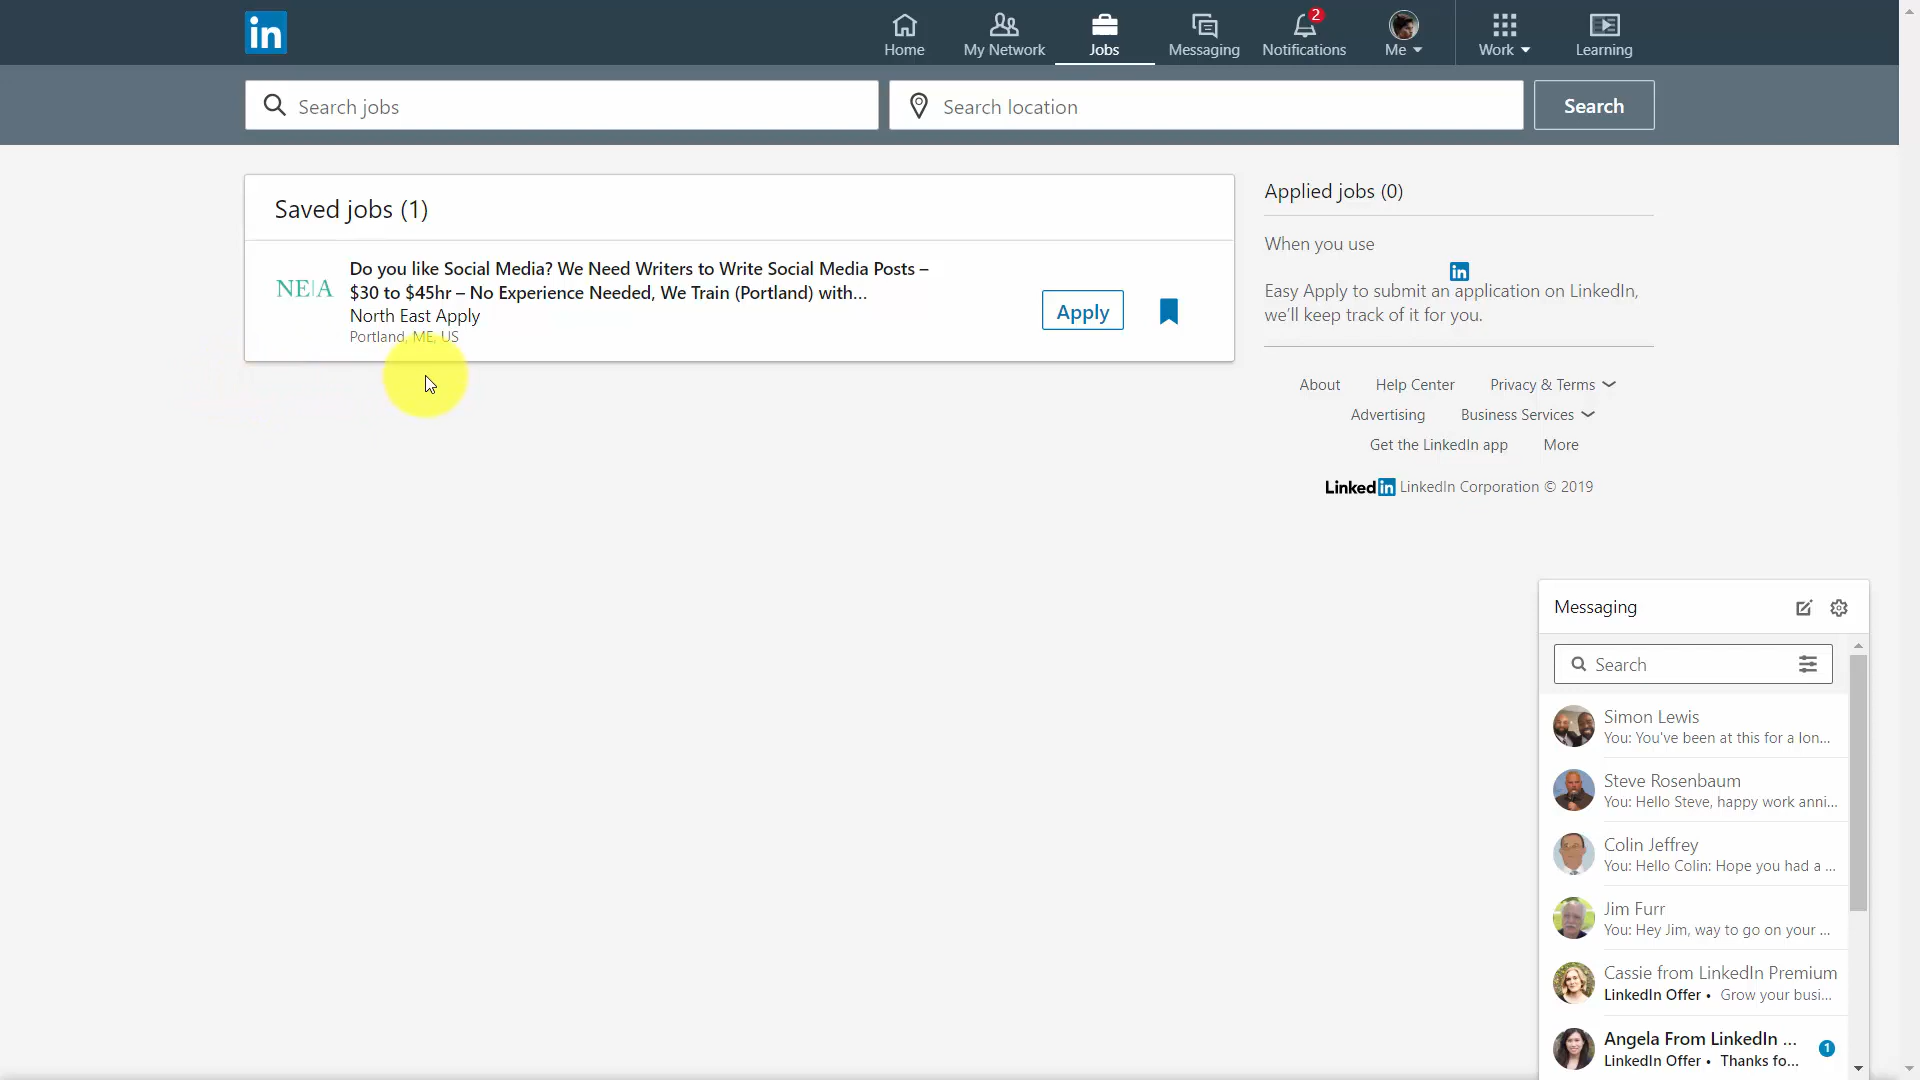 in
Home
My Network
Jobs
Messaging
2
Notifications
Me
Work
Learning
Search jobs
Search location
Search
Saved jobs (1)
NE|A
Do you like Social Media? We Need Writers to Write Social Media Posts –
$30 to $45hr – No Experience Needed, We Train (Portland) with...
North East Apply
Portland, ME, US
Apply
Applied jobs (0)
When you use
in
Easy Apply to submit an application on LinkedIn,
we'll keep track of it for you.
About Help Center Privacy & Terms
Advertising Business Services
Get the LinkedIn app More
Linked in LinkedIn Corporation © 2019
Messaging
Search
Simon Lewis
You: You've been at this for a lon...
Steve Rosenbaum
You: Hello Steve, happy work anni...
Colin Jeffrey
You: Hello Colin: Hope you had a ...
Jim Furr
You: Hey Jim, way to go on your ...
Cassie from LinkedIn Premium
LinkedIn Offer • Grow your busi...
Angela From LinkedIn ...
1
LinkedIn Offer • Thanks fo...